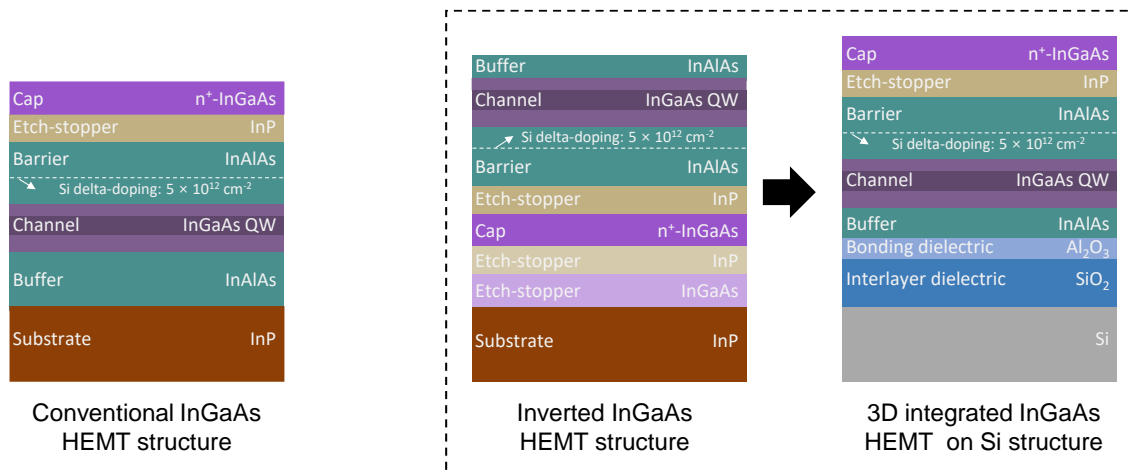 Cap n⁺-InGaAs
Etch-stopper InP
Barrier InAlAs
Si delta-doping: 5 × 10¹² cm⁻²
Channel InGaAs QW
Buffer InAlAs
Substrate InP
Conventional InGaAs
HEMT structure
Buffer InAlAs
Channel InGaAs QW
Si delta-doping: 5 × 10¹² cm⁻²
Barrier InAlAs
Etch-stopper InP
Cap n⁺-InGaAs
Etch-stopper InP
Etch-stopper InGaAs
Substrate InP
Inverted InGaAs
HEMT structure
Cap n⁺-InGaAs
Etch-stopper InP
Barrier InAlAs
Si delta-doping: 5 × 10¹² cm⁻²
Channel InGaAs QW
Buffer InAlAs
Bonding dielectric Al₂O₃
Interlayer dielectric SiO₂
Si
3D integrated InGaAs
HEMT on Si structure